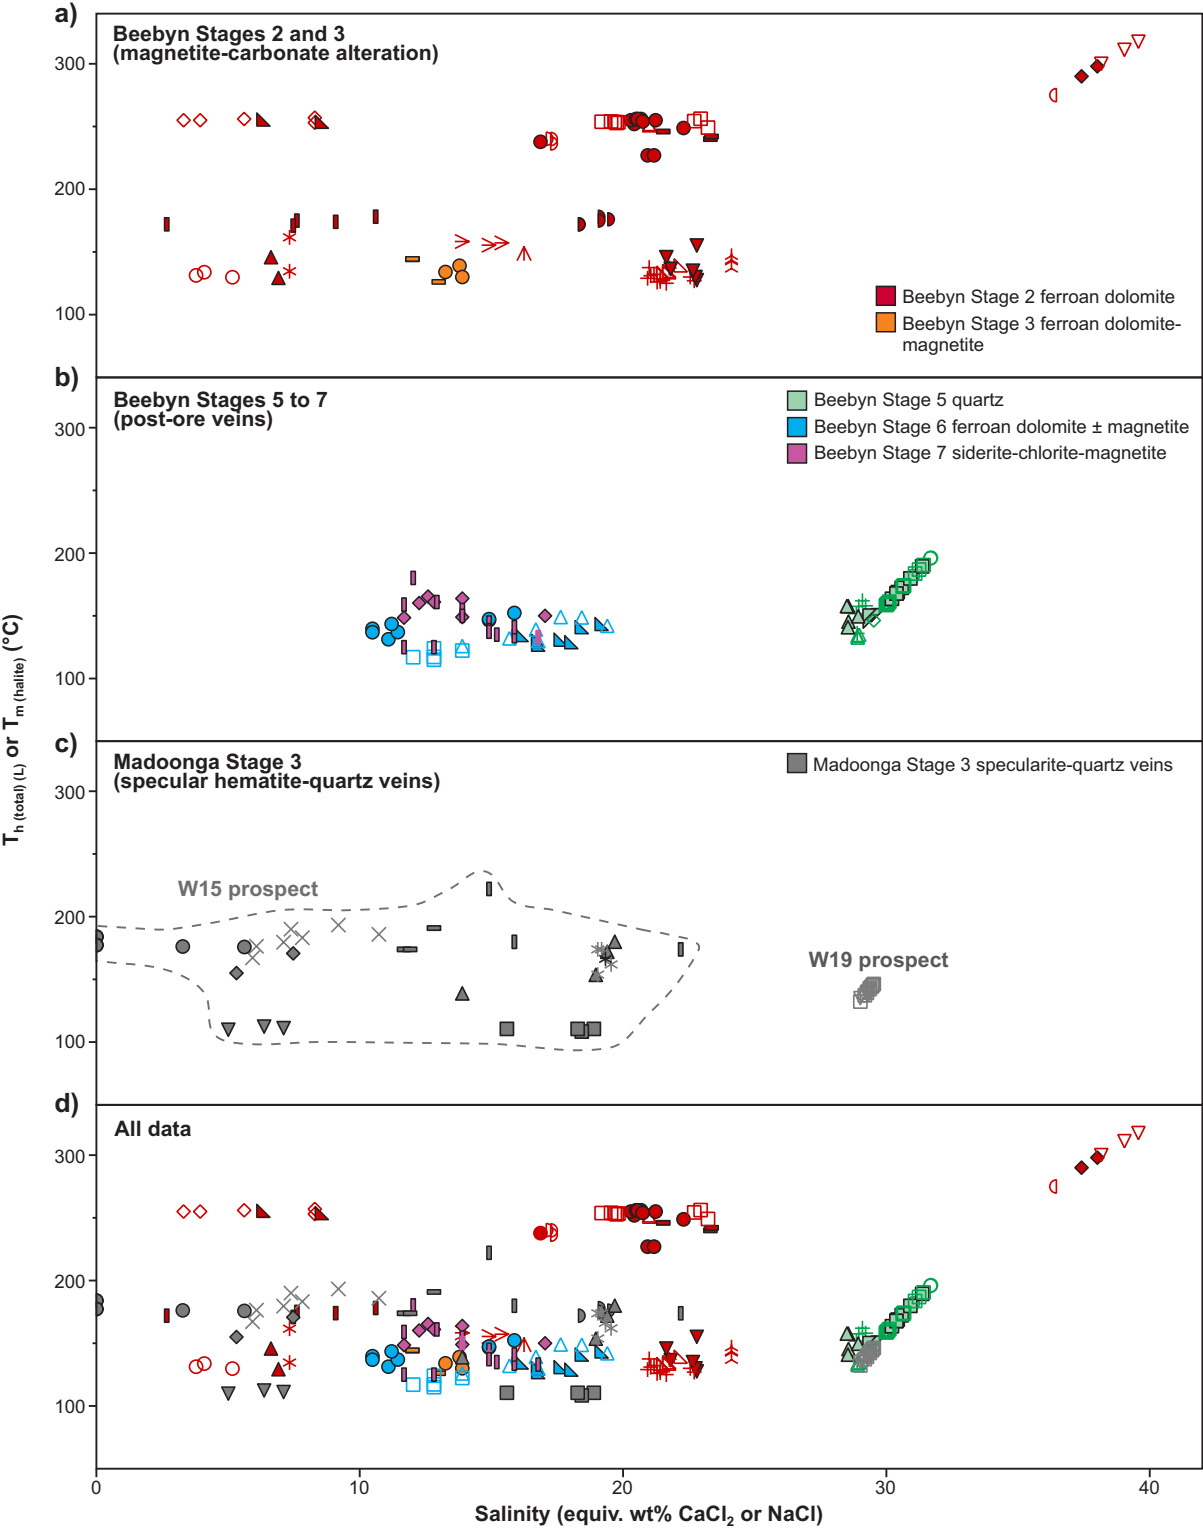 a)
Beebyn Stages 2 and 3
(magnetite-carbonate alteration)
300
200
100
Beebyn Stage 2 ferroan dolomite
Beebyn Stage 3 ferroan dolomite-
magnetite
b)
Beebyn Stages 5 to 7
(post-ore veins)
300
200
100
Beebyn Stage 5 quartz
Beebyn Stage 6 ferroan dolomite ± magnetite
Beebyn Stage 7 siderite-chlorite-magnetite
T h (total) (L) or T m (halite) (°C)
c)
Madoonga Stage 3
(specular hematite-quartz veins)
Madoonga Stage 3 specularite-quartz veins
300
200
100
W15 prospect
W19 prospect
d)
All data
300
200
100
0 10 20 30 40
Salinity (equiv. wt% CaCl2 or NaCl)